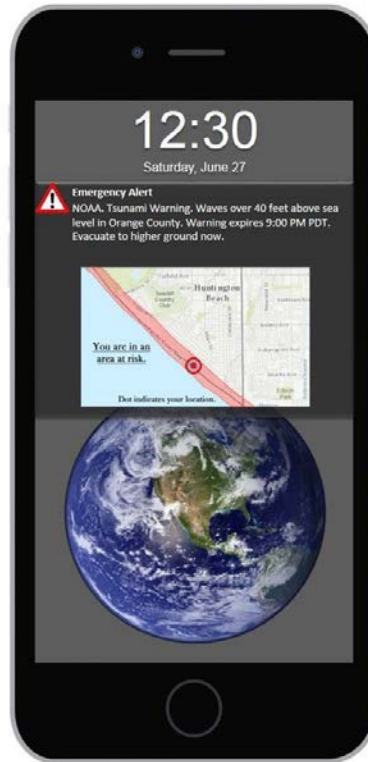 12:30
Saturday, June 27
Emergency Alert
NOAA. Tsunami Warning. Waves over 40 feet above sea
level in Orange County. Warning expires 9:00 PM PDT.
Evacuate to higher ground now.
Huntington
Beach
You are in an
area at risk.
Dot indicates your location.